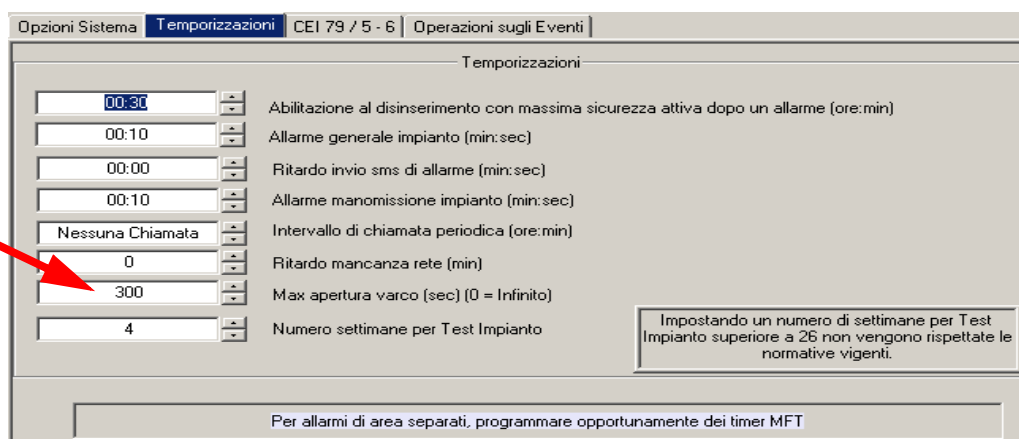 Opzioni Sistema Temporizzazioni CEI 79 / 5 - 6 Operazioni sugli Eventi
Temporizzazioni
00:30 Abilitazione al disinserimento con massima sicurezza attiva dopo un allarme (ore:min)
00:10 Allarme generale impianto (min:sec)
00:00 Ritardo invio sms di allarme (min:sec)
00:10 Allarme manomissione impianto (min:sec)
Nessuna Chiamata Intervallo di chiamata periodica (ore:min)
0 Ritardo mancanza rete (min)
300 Max apertura varco (sec) (0 = Infinito)
4 Numero settimane per Test Impianto
Impostando un numero di settimane per Test
Impianto superiore a 26 non vengono rispettate le
normative vigenti.
Per allarmi di area separati, programmare opportunamente dei timer MFT